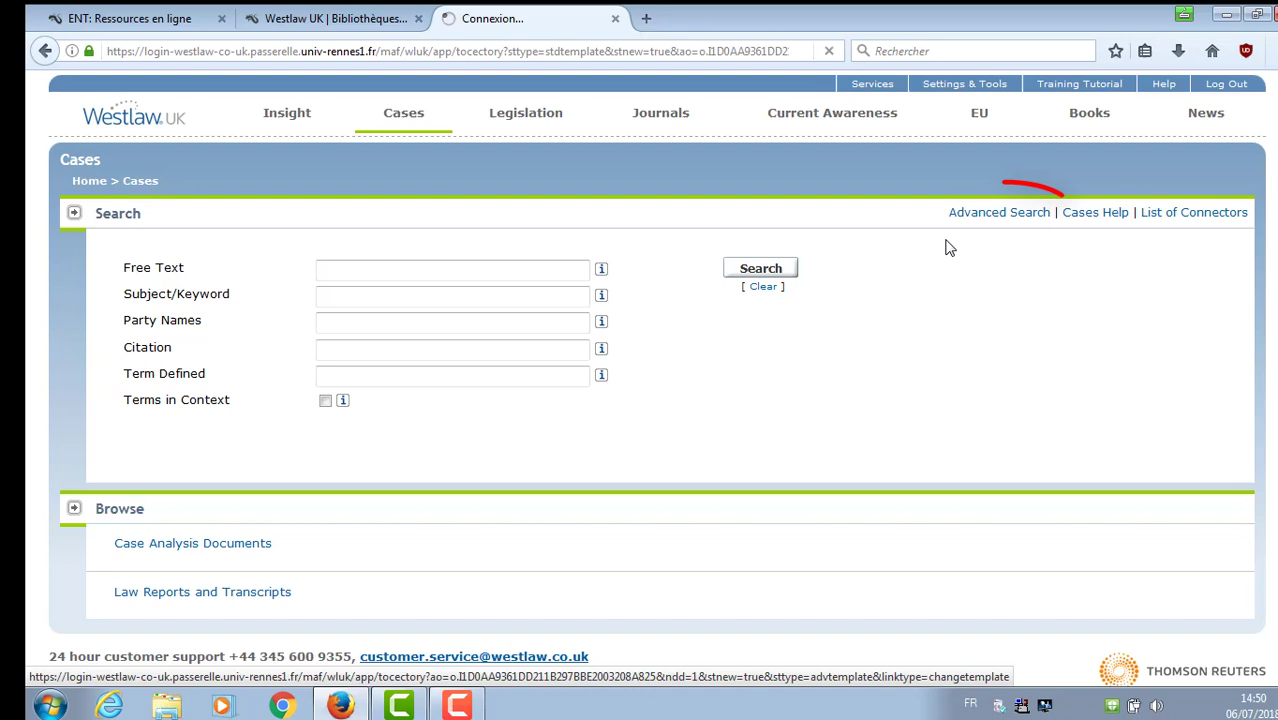 ENT: Ressources en ligne × Westlaw UK | Bibliothèques... × Connexion... × +
https://login-westlaw-co-uk.passerelle.univ-rennes1.fr/maf/wluk/app/tocectory?sttype=stdtemplate&stnew=true&ao=o.I1D0AA9361DD2 Rechercher
Services Settings & Tools Training Tutorial Help Log Out
Westlaw.UK Insight Cases Legislation Journals Current Awareness EU Books News
Cases
Home > Cases
Search Advanced Search | Cases Help | List of Connectors
Free Text Search
[ Clear ]
Subject/Keyword
Party Names
Citation
Term Defined
Terms in Context
Browse
Case Analysis Documents
Law Reports and Transcripts
24 hour customer support +44 345 600 9355, customer.service@westlaw.co.uk
THOMSON REUTERS
https://login-westlaw-co-uk.passerelle.univ-rennes1.fr/maf/wluk/app/tocectory?ao=o.I1D0AA9361DD211B297BBE2003208A825&ndd=1&stnew=true&sttype=advtemplate&linktype=changetemplate
FR 14:50
06/07/2018